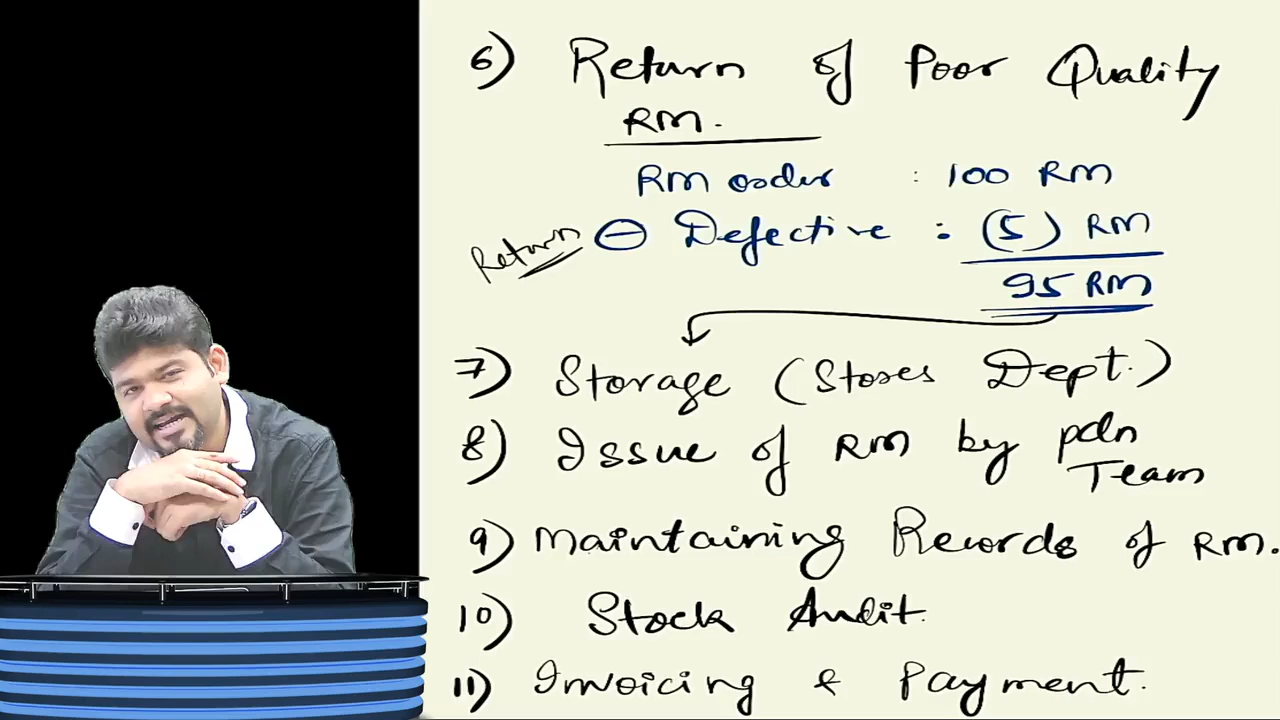 6) Return of Poor Quality
RM.
RM order : 100 RM
Return ⊖ Defective : (5) RM
95 RM
7) Storage (Stores Dept.)
8) Issue of RM by pdn
Team
9) Maintaining Records of RM.
10) Stock Audit.
11) Invoicing & Payment.